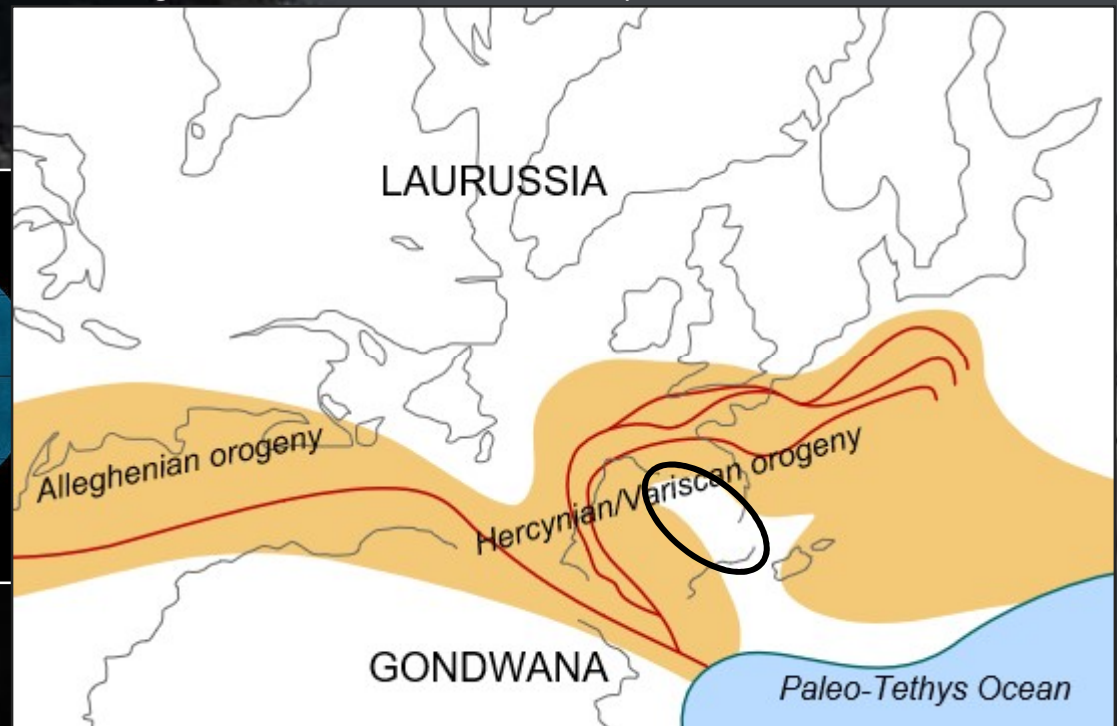 LAURUSSIA
Alleghenian orogeny
Hercynian/Variscan orogeny
GONDWANA
Paleo-Tethys Ocean